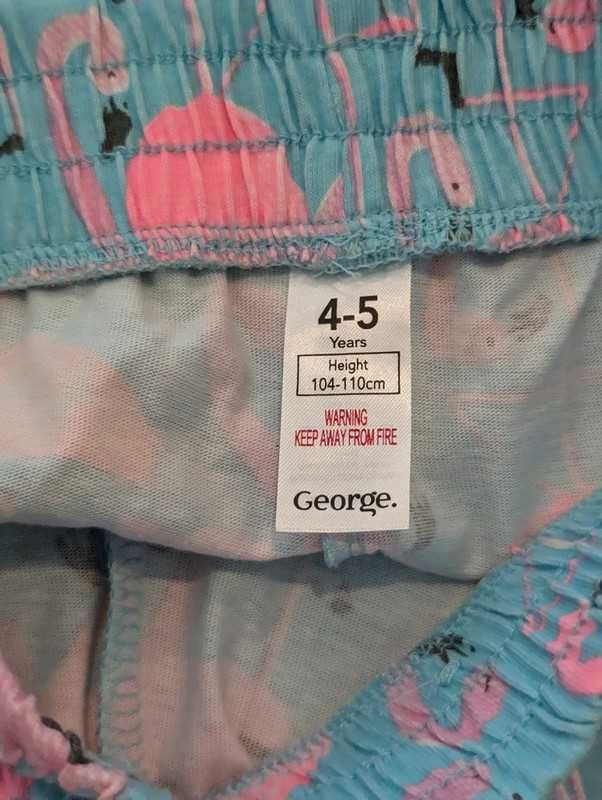 4-5
Years
Height
104-110cm
WARNING
KEEP AWAY FROM FIRE
George.